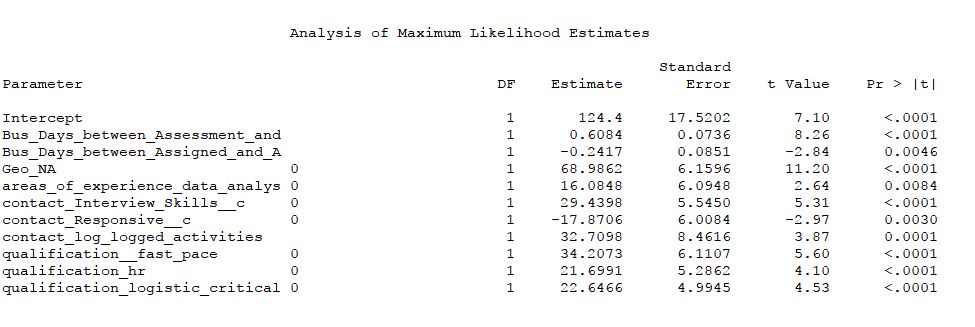 Analysis of Maximum Likelihood Estimates
Standard
Parameter DF Estimate Error t Value Pr > |t|
Intercept 1 124.4 17.5202 7.10 <.0001
Bus_Days_between_Assessment_and 1 0.6084 0.0736 8.26 <.0001
Bus_Days_between_Assigned_and_A 1 -0.2417 0.0851 -2.84 0.0046
Geo_NA 0 1 68.9862 6.1596 11.20 <.0001
areas_of_experience_data_analys 0 1 16.0848 6.0948 2.64 0.0084
contact_Interview_Skills__c 0 1 29.4398 5.5450 5.31 <.0001
contact_Responsive__c 0 1 -17.8706 6.0084 -2.97 0.0030
contact_log_logged_activities 1 32.7098 8.4616 3.87 0.0001
qualification__fast_pace 0 1 34.2073 6.1107 5.60 <.0001
qualification_hr 0 1 21.6991 5.2862 4.10 <.0001
qualification_logistic_critical 0 1 22.6466 4.9945 4.53 <.0001